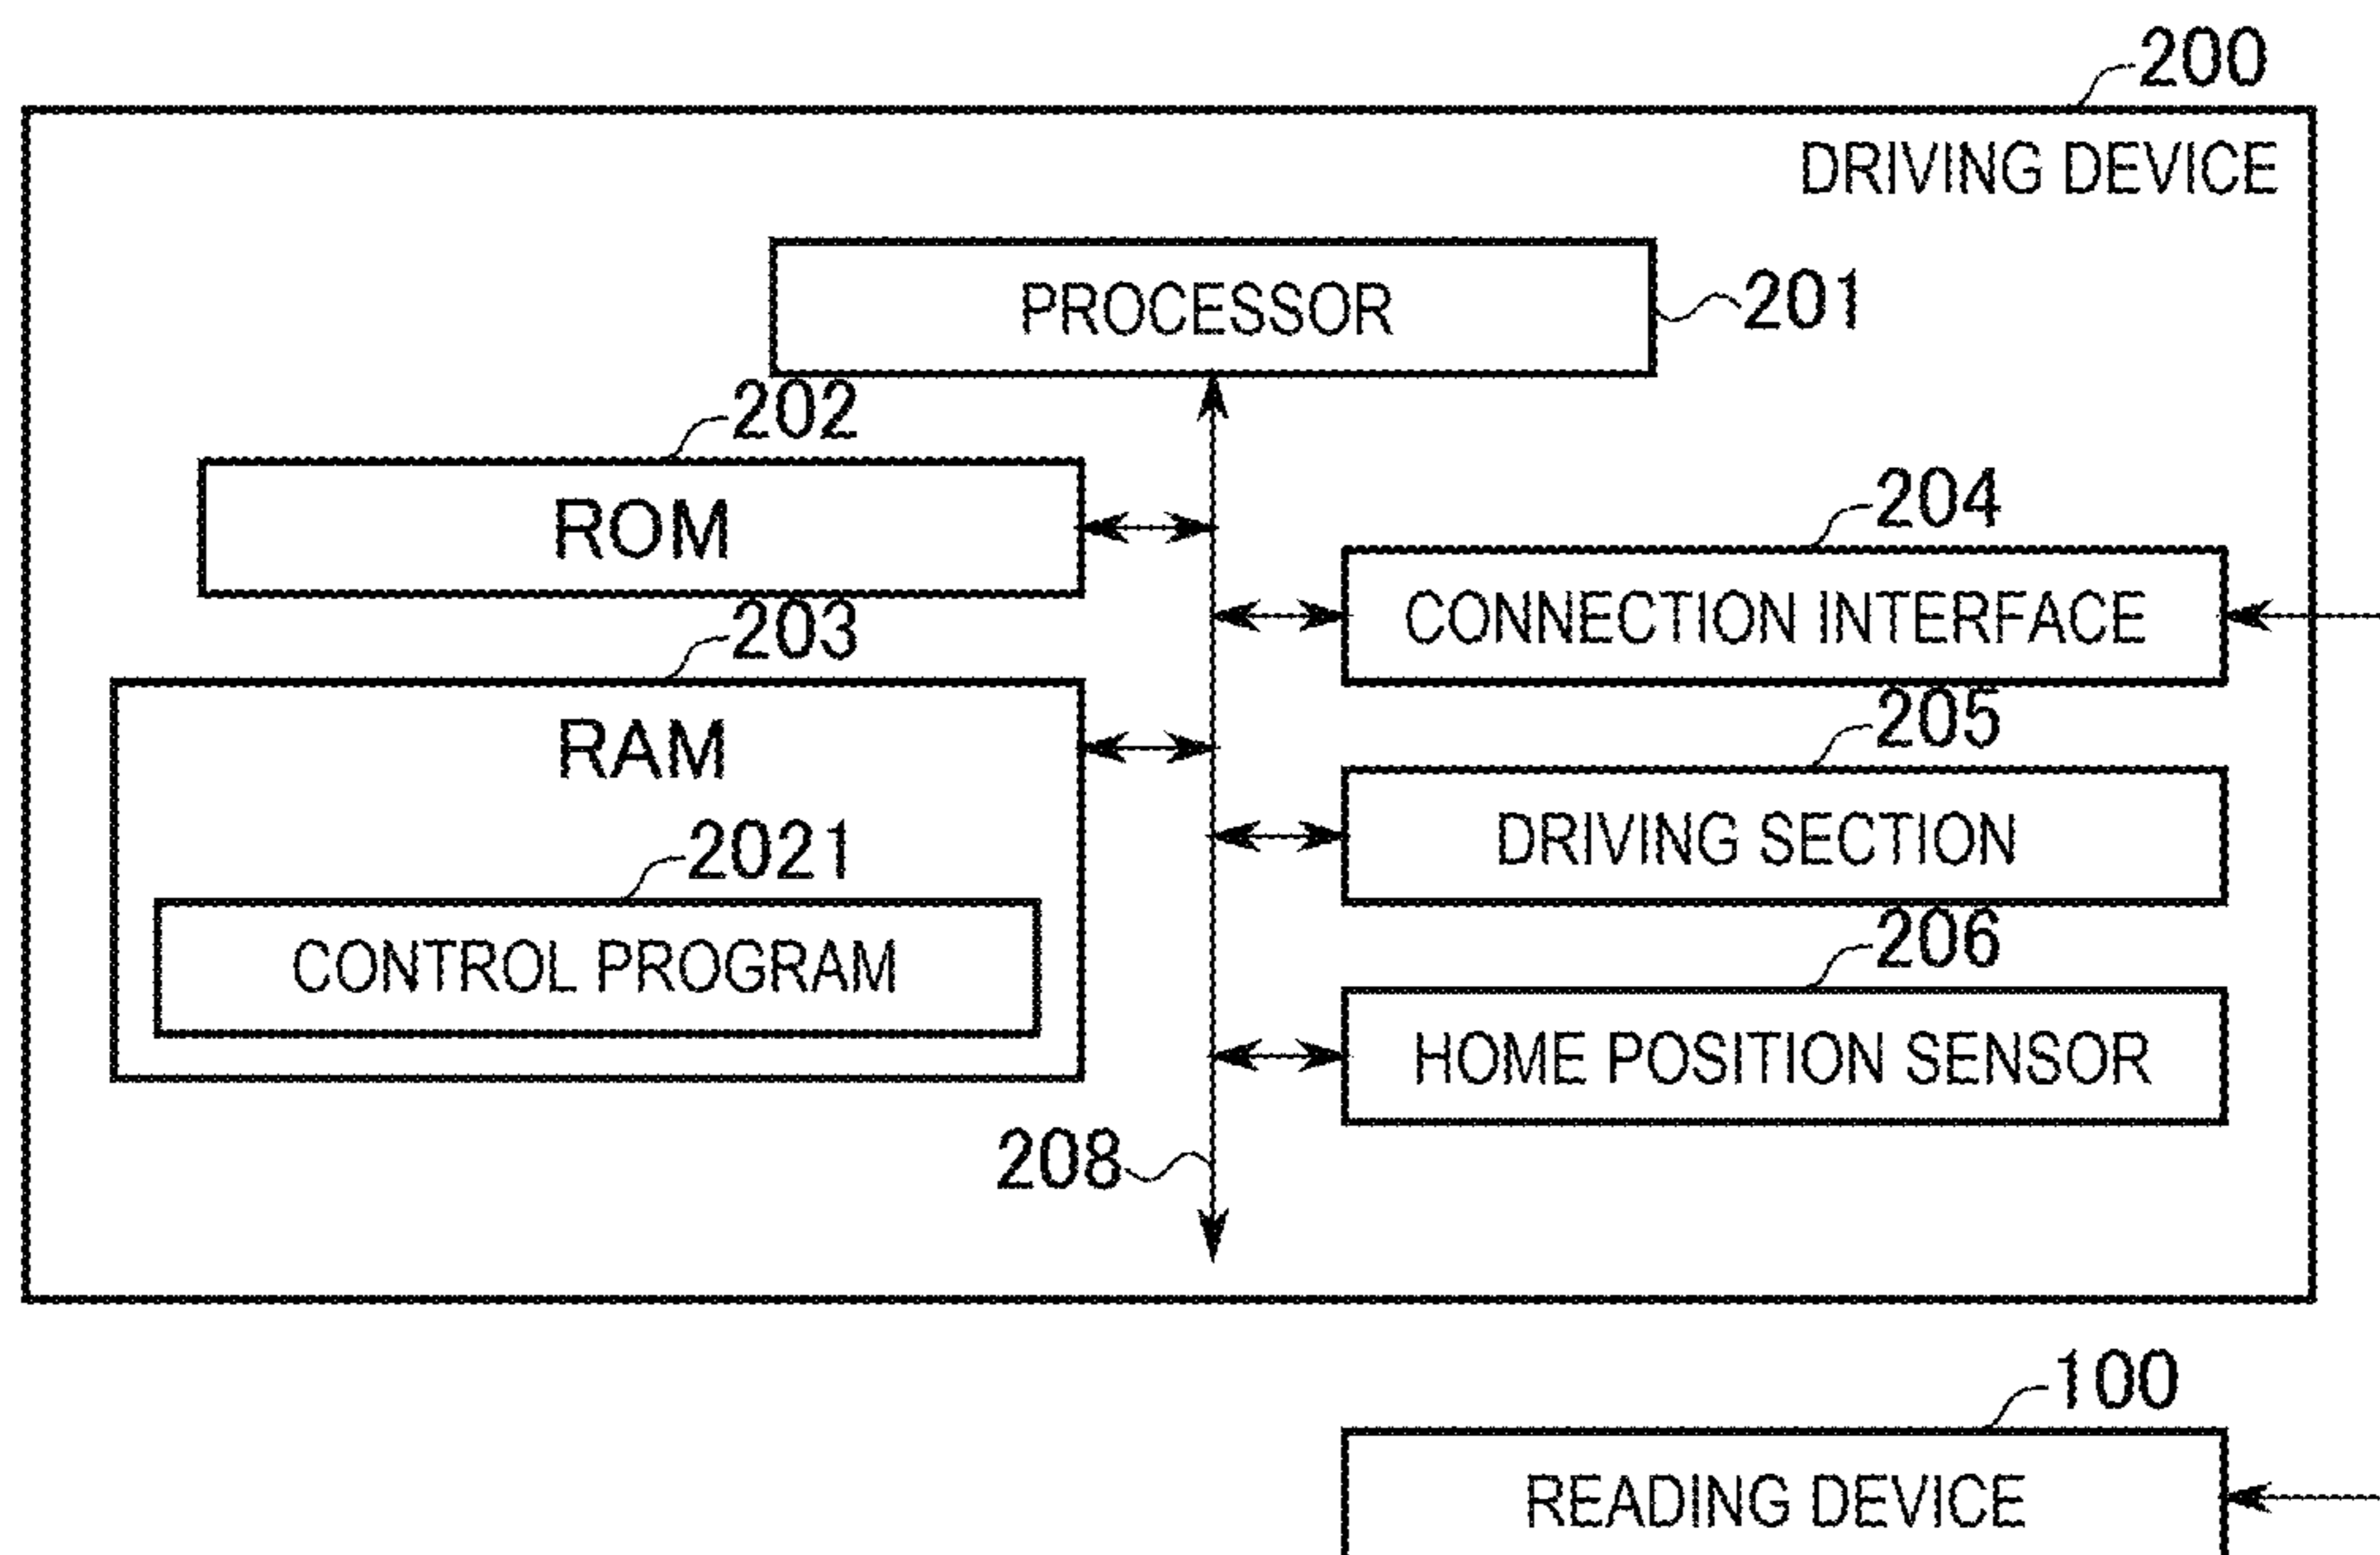 200
DRIVING DEVICE
PROCESSOR
201
202
ROM
204
CONNECTION INTERFACE
203
RAM
205
DRIVING SECTION
2021
CONTROL PROGRAM
206
HOME POSITION SENSOR
208
100
READING DEVICE